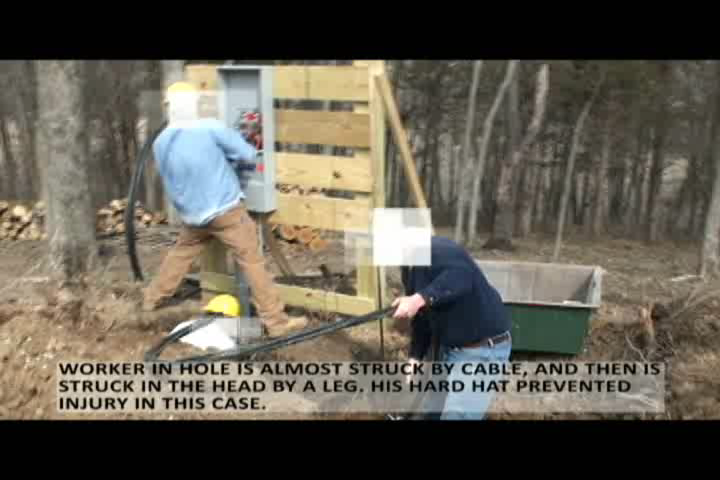 WORKER IN HOLE IS ALMOST STRUCK BY CABLE, AND THEN IS
STRUCK IN THE HEAD BY A LEG. HIS HARD HAT PREVENTED
INJURY IN THIS CASE.